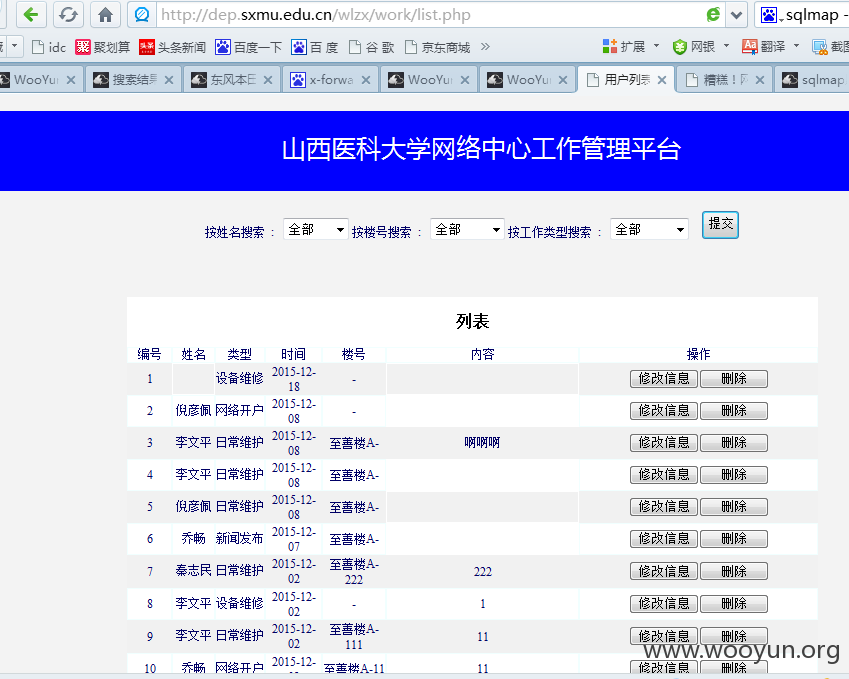 http://dep.sxmu.edu.cn/wlzx/work/list.php sqlmap -
idc 聚划算 头条新闻 百度一下 百 度 谷 歌 京东商城 » 扩展 网银 翻译 截图
WooYu 搜索结果 东风本日 x-forwa WooYu WooYu 用户列表 糟糕！ sqlmap
山西医科大学网络中心工作管理平台
按姓名搜索 ： 全部 按楼号搜索 ： 全部 按工作类型搜索 ： 全部 提交
列表
编号 姓名 类型 时间 楼号 内容 操作
1 设备维修 2015-12-18 - 修改信息 删除
2 倪彦佩 网络开户 2015-12-08 - 修改信息 删除
3 李文平 日常维护 2015-12-08 至善楼A- 啊啊啊 修改信息 删除
4 李文平 日常维护 2015-12-08 至善楼A- 修改信息 删除
5 倪彦佩 日常维护 2015-12-08 至善楼A- 修改信息 删除
6 乔畅 新闻发布 2015-12-07 至善楼A- 修改信息 删除
7 秦志民 日常维护 2015-12-02 至善楼A-222 222 修改信息 删除
8 李文平 设备维修 2015-12-02 - 1 修改信息 删除
9 李文平 日常维护 2015-12-02 至善楼A-111 11 修改信息 删除
10 乔畅 网络开户 2015-12- 至善楼A-11 11 修改信息 删除
www.wooyun.org